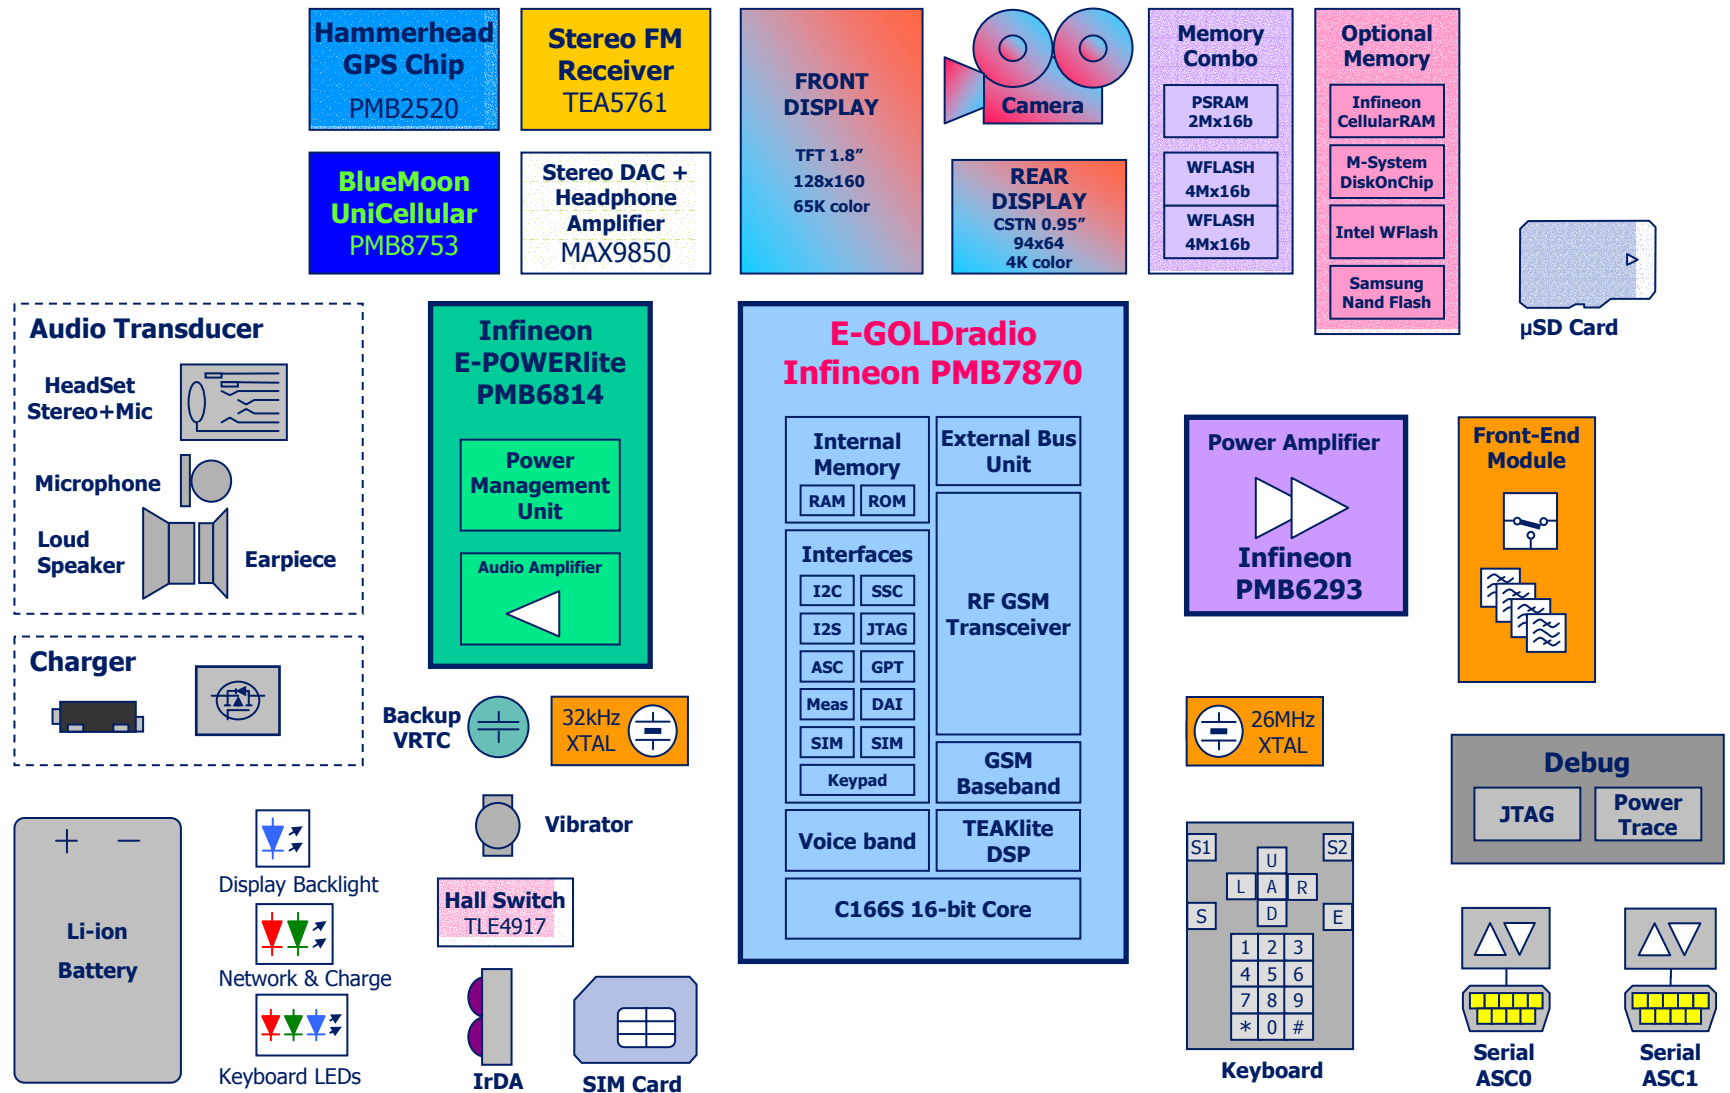 Hammerhead
GPS Chip
PMB2520
Stereo FM
Receiver
TEA5761
FRONT
DISPLAY
TFT 1.8”
128x160
65K color
Camera
Memory
Combo
PSRAM
2Mx16b
WFLASH
4Mx16b
WFLASH
4Mx16b
Optional
Memory
Infineon
CellularRAM
M-System
DiskOnChip
Intel WFlash
Samsung
Nand Flash
BlueMoon
UniCellular
PMB8753
Stereo DAC +
Headphone
Amplifier
MAX9850
REAR
DISPLAY
CSTN 0.95”
94x64
4K color
µSD Card
Audio Transducer
HeadSet
Stereo+Mic
Microphone
Loud
Speaker
Earpiece
Infineon
E-POWERlite
PMB6814
Power
Management
Unit
Audio Amplifier
E-GOLDradio
Infineon PMB7870
Internal
Memory
RAM
ROM
External Bus
Unit
Interfaces
I2C
SSC
I2S
JTAG
ASC
GPT
Meas
DAI
SIM
SIM
Keypad
RF GSM
Transceiver
GSM
Baseband
Voice band
TEAKlite
DSP
C166S 16-bit Core
Power Amplifier
Infineon
PMB6293
Front-End
Module
Charger
Backup
VRTC
32kHz
XTAL
26MHz
XTAL
Debug
JTAG
Power
Trace
+ −
Li-ion
Battery
Display Backlight
Network & Charge
Keyboard LEDs
Vibrator
Hall Switch
TLE4917
IrDA
SIM Card
S1
S2
U
L A R
D
S
E
1 2 3
4 5 6
7 8 9
* 0 #
Keyboard
Serial
ASC0
Serial
ASC1